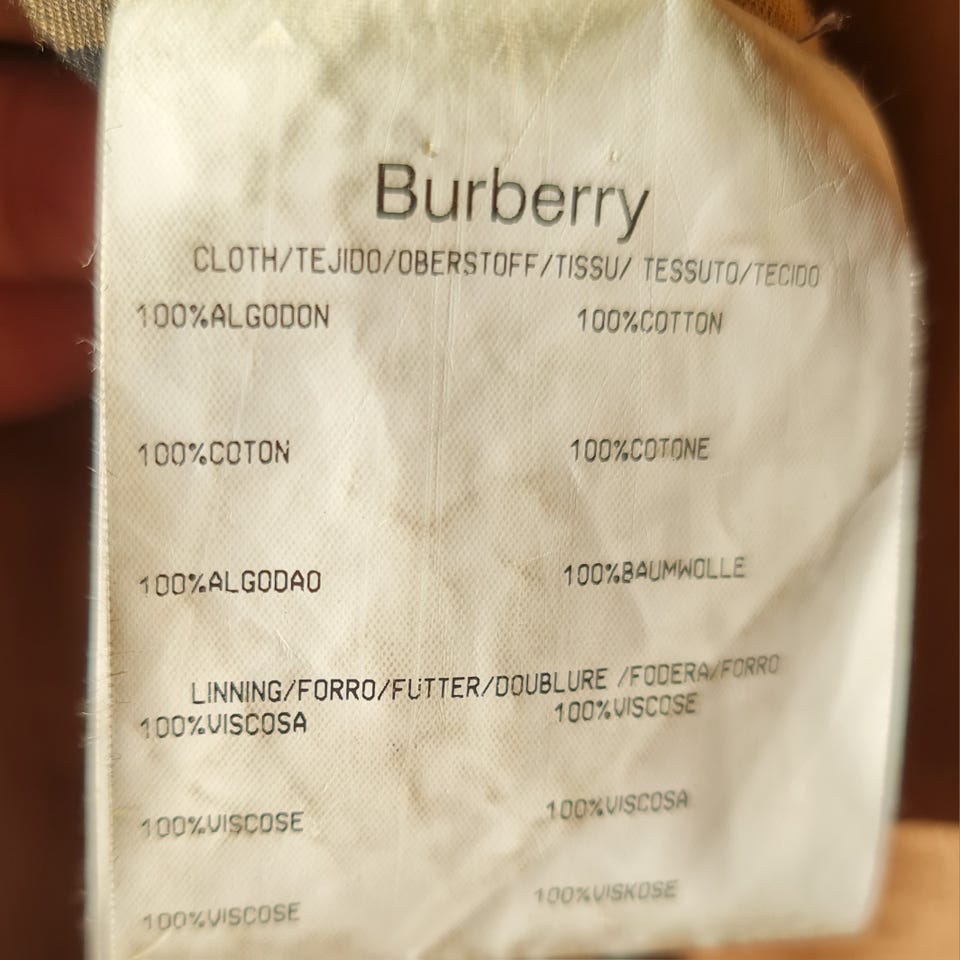 Burberry
CLOTH/TEJIDO/OBERSTOFF/TISSU/ TESSUTO/TECIDO
100%ALGODON 100%COTTON
100%COTON 100%COTONE
100%ALGODAO 100%BAUMWOLLE
LINNING/FORRO/FUTTER/DOUBLURE /FODERA/FORRO
100%VISCOSA 100%VISCOSE
100%VISCOSE 100%VISCOSA
100%VISCOSE 100%VISKOSE